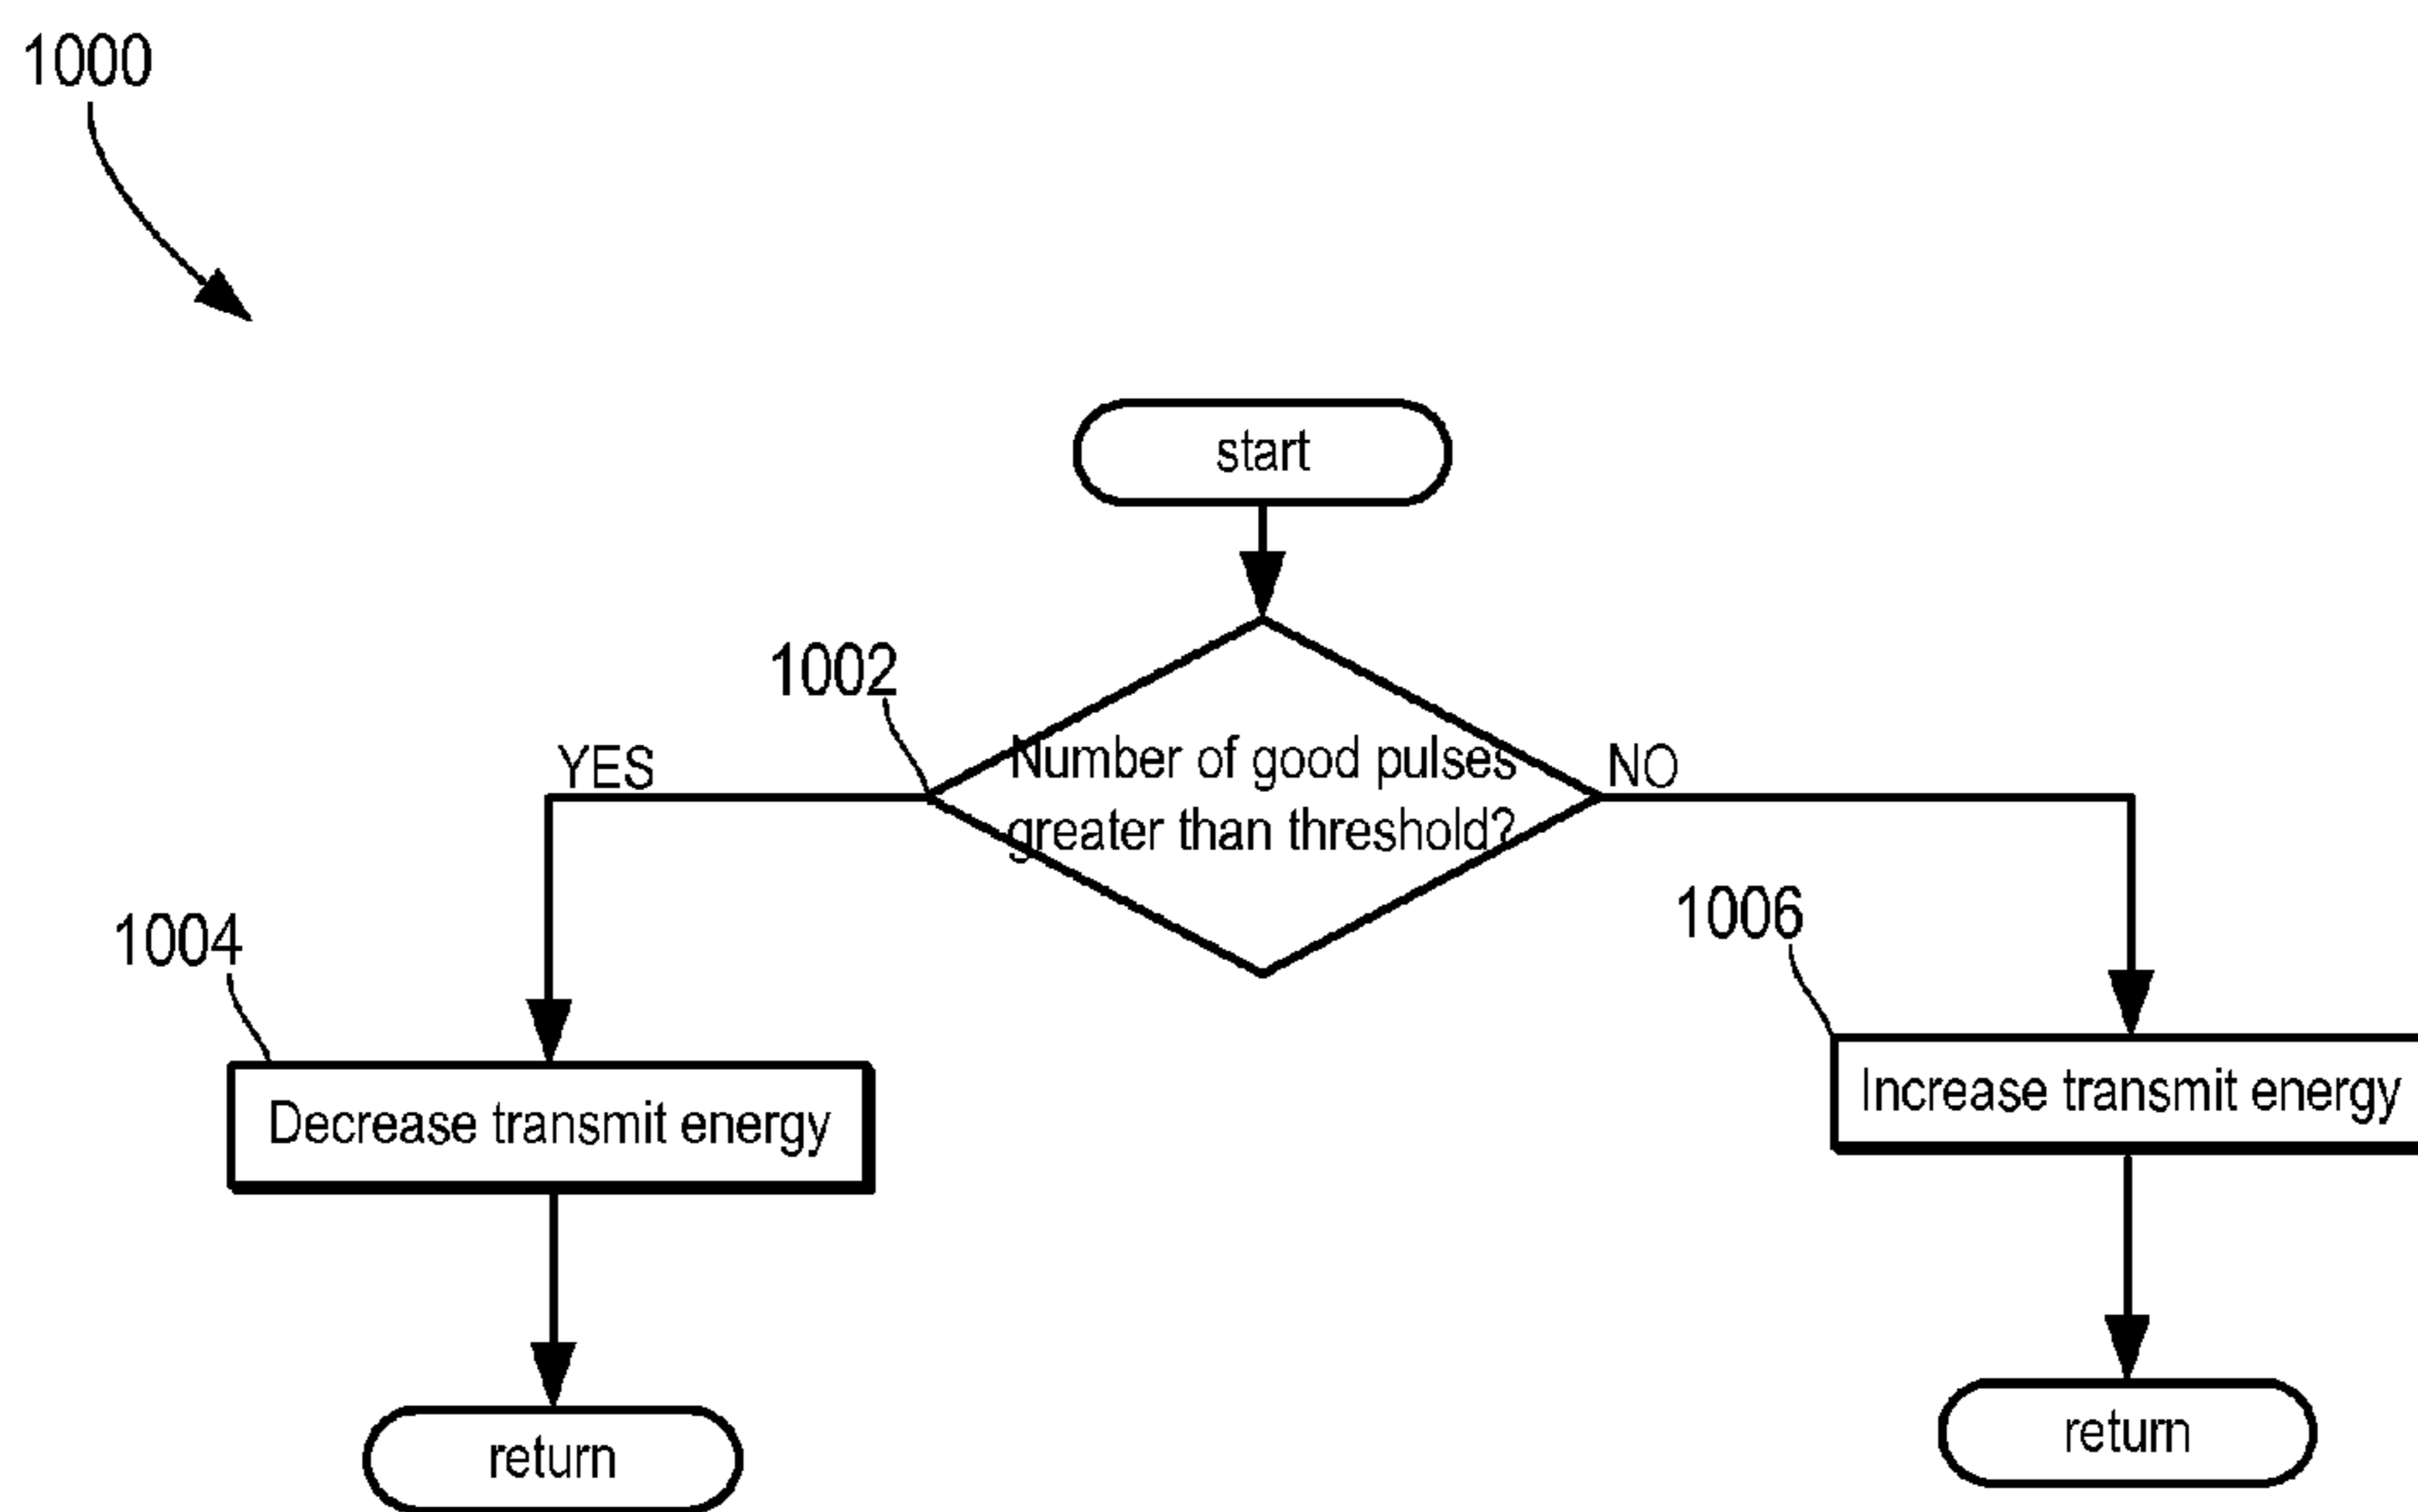 1000
start
1002
Number of good pulses
greater than threshold?
YES
NO
1004
Decrease transmit energy
1006
Increase transmit energy
return
return